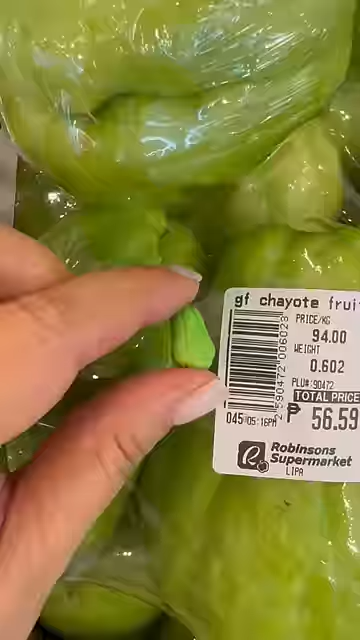 gf chayote frui
PRICE/KG
94.00
WEIGHT
0.602
PLU#:90472
TOTAL PRICE
₱ 56.59
2590472006028
045 05:16PM
Robinsons
Supermarket
LIPA